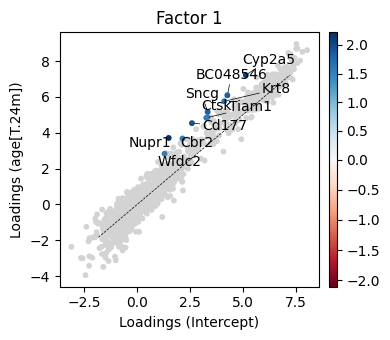 Factor 1
Cyp2a5
BC048546
Krt8
Sncg
Ctsk
Tiam1
Cd177
Nupr1
Cbr2
Wfdc2
Loadings (age[T.24m])
8
6
4
2
0
−2
−4
−2.5
0.0
2.5
5.0
7.5
Loadings (Intercept)
2.0
1.5
1.0
0.5
0.0
−0.5
−1.0
−1.5
−2.0